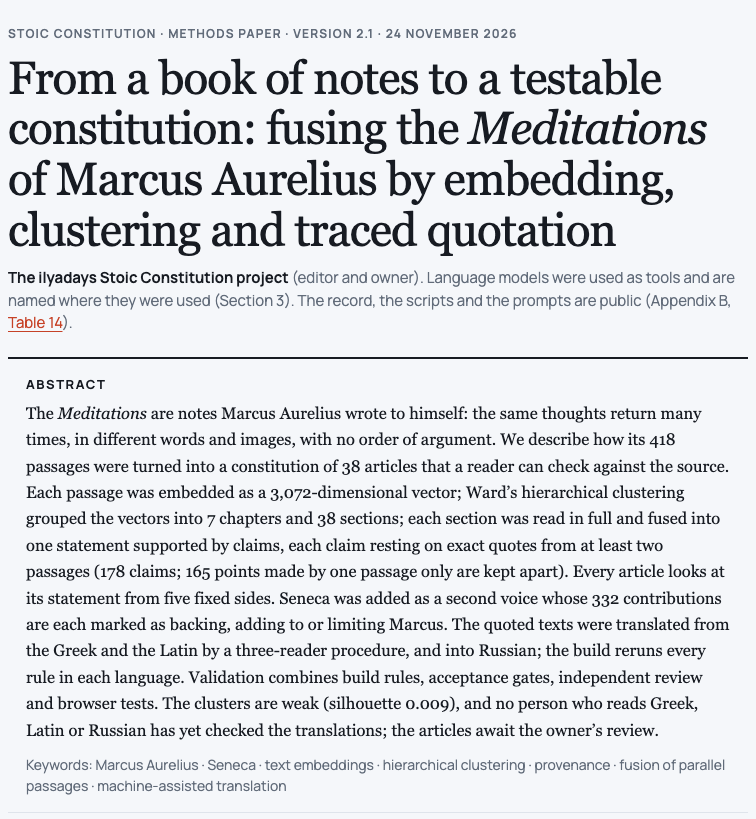 STOIC CONSTITUTION · METHODS PAPER · VERSION 2.1 · 24 NOVEMBER 2026
From a book of notes to a testable
constitution: fusing the Meditations
of Marcus Aurelius by embedding,
clustering and traced quotation
The ilyadays Stoic Constitution project (editor and owner). Language models were used as tools and are
named where they were used (Section 3). The record, the scripts and the prompts are public (Appendix B,
Table 14).
ABSTRACT
The Meditations are notes Marcus Aurelius wrote to himself: the same thoughts return many
times, in different words and images, with no order of argument. We describe how its 418
passages were turned into a constitution of 38 articles that a reader can check against the source.
Each passage was embedded as a 3,072-dimensional vector; Ward’s hierarchical clustering
grouped the vectors into 7 chapters and 38 sections; each section was read in full and fused into
one statement supported by claims, each claim resting on exact quotes from at least two
passages (178 claims; 165 points made by one passage only are kept apart). Every article looks at
its statement from five fixed sides. Seneca was added as a second voice whose 332 contributions
are each marked as backing, adding to or limiting Marcus. The quoted texts were translated from
the Greek and the Latin by a three-reader procedure, and into Russian; the build reruns every
rule in each language. Validation combines build rules, acceptance gates, independent review
and browser tests. The clusters are weak (silhouette 0.009), and no person who reads Greek,
Latin or Russian has yet checked the translations; the articles await the owner’s review.
Keywords: Marcus Aurelius · Seneca · text embeddings · hierarchical clustering · provenance · fusion of parallel
passages · machine-assisted translation